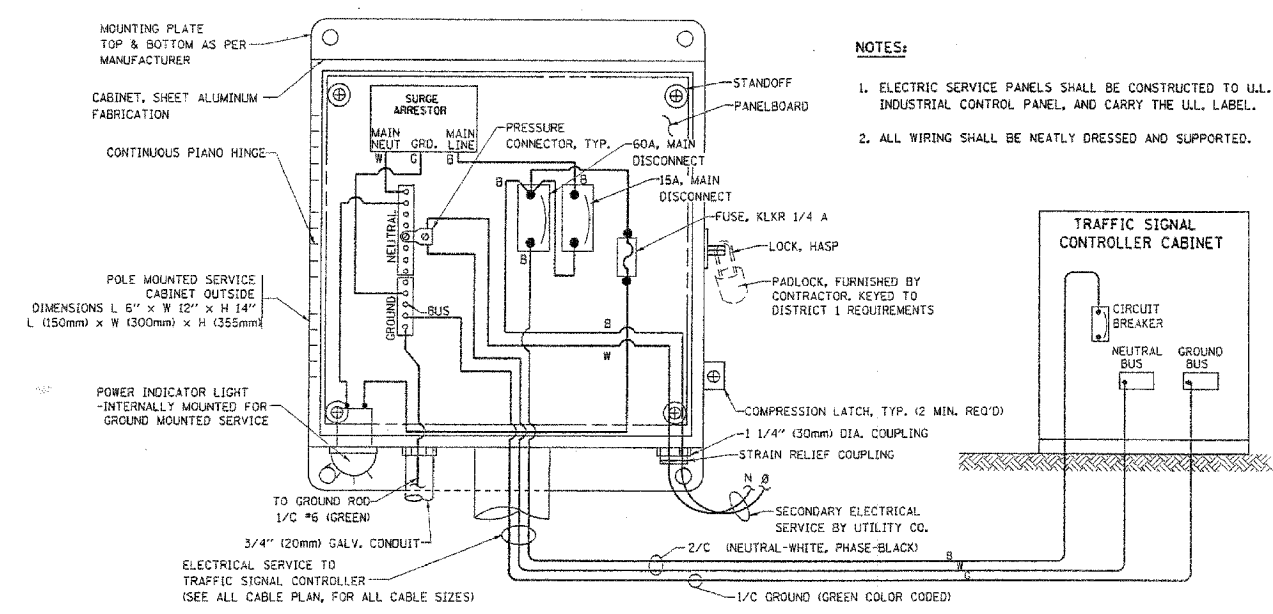 MOUNTING PLATE
TOP & BOTTOM AS PER
MANUFACTURER
CABINET, SHEET ALUMINUM
FABRICATION
CONTINUOUS PIANO HINGE
POLE MOUNTED SERVICE
CABINET OUTSIDE
DIMENSIONS L 6" x W 12" x H 14"
L (150mm) x W (300mm) x H (355mm)
POWER INDICATOR LIGHT
-INTERNALLY MOUNTED FOR
GROUND MOUNTED SERVICE
SURGE
ARRESTOR
MAIN
NEUT
GRD.
MAIN
LINE
W
G
B
NEUTRAL
GROUND
BUS
PRESSURE
CONNECTOR, TYP.
B
B
B
B
W
STANDOFF
PANELBOARD
60A, MAIN
DISCONNECT
15A, MAIN
DISCONNECT
FUSE, KLKR 1/4 A
LOCK, HASP
PADLOCK, FURNISHED BY
CONTRACTOR, KEYED TO
DISTRICT 1 REQUIREMENTS
COMPRESSION LATCH, TYP. (2 MIN. REQ'D)
1 1/4" (30mm) DIA. COUPLING
STRAIN RELIEF COUPLING
N Ø
SECONDARY ELECTRICAL
SERVICE BY UTILITY CO.
TO GROUND ROD
1/C #6 (GREEN)
3/4" (20mm) GALV. CONDUIT
ELECTRICAL SERVICE TO
TRAFFIC SIGNAL CONTROLLER
(SEE ALL CABLE PLAN, FOR ALL CABLE SIZES)
2/C (NEUTRAL-WHITE, PHASE-BLACK)
B
W
G
1/C GROUND (GREEN COLOR CODED)
NOTES:
1. ELECTRIC SERVICE PANELS SHALL BE CONSTRUCTED TO U.L.
INDUSTRIAL CONTROL PANEL, AND CARRY THE U.L. LABEL.
2. ALL WIRING SHALL BE NEATLY DRESSED AND SUPPORTED.
TRAFFIC SIGNAL
CONTROLLER CABINET
CIRCUIT
BREAKER
NEUTRAL
BUS
GROUND
BUS